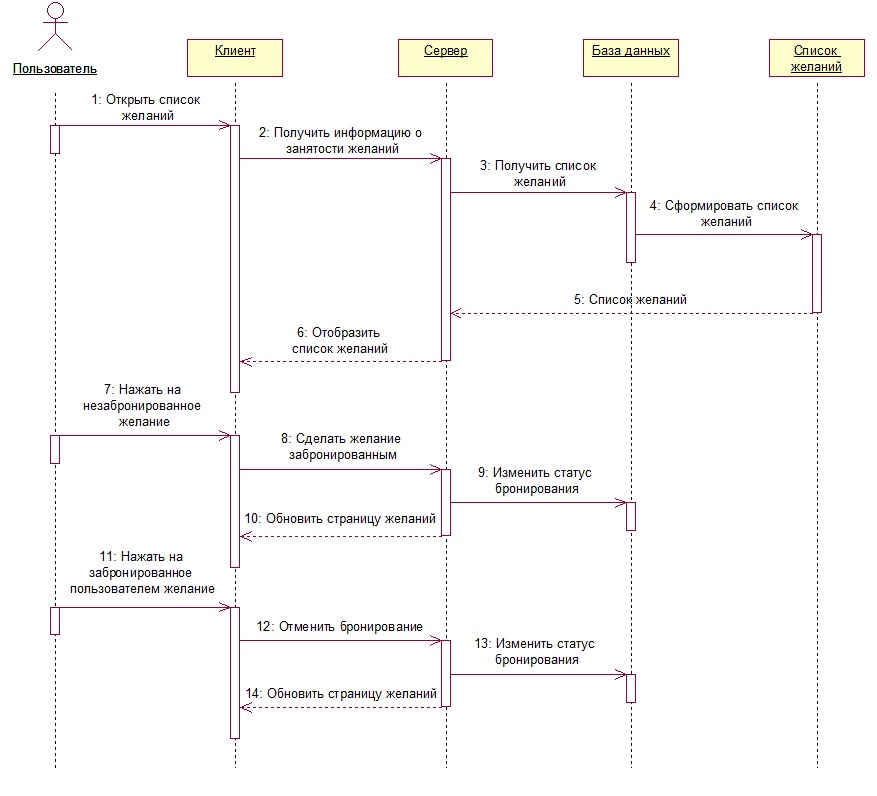 Пользователь
Клиент
Сервер
База данных
Список
желаний
1: Открыть список
желаний
2: Получить информацию о
занятости желаний
3: Получить список
желаний
4: Сформировать список
желаний
5: Список желаний
6: Отобразить
список желаний
7: Нажать на
незабронированное
желание
8: Сделать желание
забронированным
9: Изменить статус
бронирования
10: Обновить страницу желаний
11: Нажать на
забронированное
пользователем желание
12: Отменить бронирование
13: Изменить статус
бронирования
14: Обновить страницу желаний